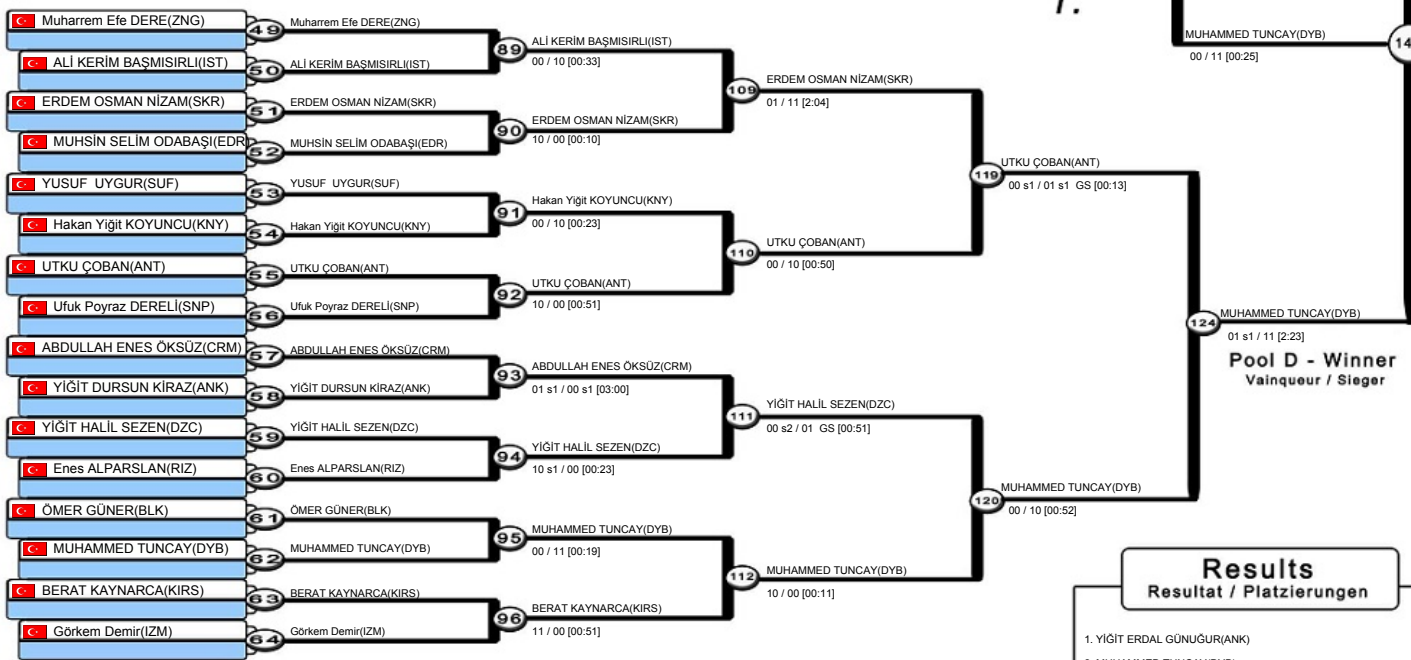 Muharrem Efe DERE(ZNG)
ALİ KERİM BAŞMISIRLI(IST)
ERDEM OSMAN NİZAM(SKR)
MUHSİN SELİM ODABAŞI(EDR)
YUSUF UYGUR(SUF)
Hakan Yiğit KOYUNCU(KNY)
UTKU ÇOBAN(ANT)
Ufuk Poyraz DERELİ(SNP)
ABDULLAH ENES ÖKSÜZ(CRM)
YİĞİT DURSUN KİRAZ(ANK)
YİĞİT HALİL SEZEN(DZC)
Enes ALPARSLAN(RIZ)
ÖMER GÜNER(BLK)
MUHAMMED TUNCAY(DYB)
BERAT KAYNARCA(KIRS)
Görkem Demir(IZM)
49 Muharrem Efe DERE(ZNG)
50 ALİ KERİM BAŞMISIRLI(IST)
51 ERDEM OSMAN NİZAM(SKR)
52 MUHSİN SELİM ODABAŞI(EDR)
53 YUSUF UYGUR(SUF)
54 Hakan Yiğit KOYUNCU(KNY)
55 UTKU ÇOBAN(ANT)
56 Ufuk Poyraz DERELİ(SNP)
57 ABDULLAH ENES ÖKSÜZ(CRM)
58 YİĞİT DURSUN KİRAZ(ANK)
59 YİĞİT HALİL SEZEN(DZC)
60 Enes ALPARSLAN(RIZ)
61 ÖMER GÜNER(BLK)
62 MUHAMMED TUNCAY(DYB)
63 BERAT KAYNARCA(KIRS)
64 Görkem Demir(IZM)
89 ALİ KERİM BAŞMISIRLI(IST)
00 / 10 [00:33]
90 ERDEM OSMAN NİZAM(SKR)
10 / 00 [00:10]
91 Hakan Yiğit KOYUNCU(KNY)
00 / 10 [00:23]
92 UTKU ÇOBAN(ANT)
10 / 00 [00:51]
93 ABDULLAH ENES ÖKSÜZ(CRM)
01 s1 / 00 s1 [03:00]
94 YİĞİT HALİL SEZEN(DZC)
10 s1 / 00 [00:23]
95 MUHAMMED TUNCAY(DYB)
00 / 11 [00:19]
96 BERAT KAYNARCA(KIRS)
11 / 00 [00:51]
109 ERDEM OSMAN NİZAM(SKR)
01 / 11 [2:04]
110 UTKU ÇOBAN(ANT)
00 / 10 [00:50]
111 YİĞİT HALİL SEZEN(DZC)
00 s2 / 01 GS [00:51]
112 MUHAMMED TUNCAY(DYB)
10 / 00 [00:11]
119 UTKU ÇOBAN(ANT)
00 s1 / 01 s1 GS [00:13]
120 MUHAMMED TUNCAY(DYB)
00 / 10 [00:52]
124 MUHAMMED TUNCAY(DYB)
01 s1 / 11 [2:23]
Pool D - Winner
Vainqueur / Sieger
MUHAMMED TUNCAY(DYB)
00 / 11 [00:25]
Results
Resultat / Platzierungen
1. YİĞİT ERDAL GÜNUĞUR(ANK)